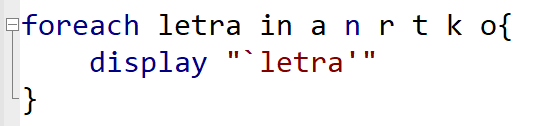 foreach letra in a n r t k o{
    display "`letra'"
}